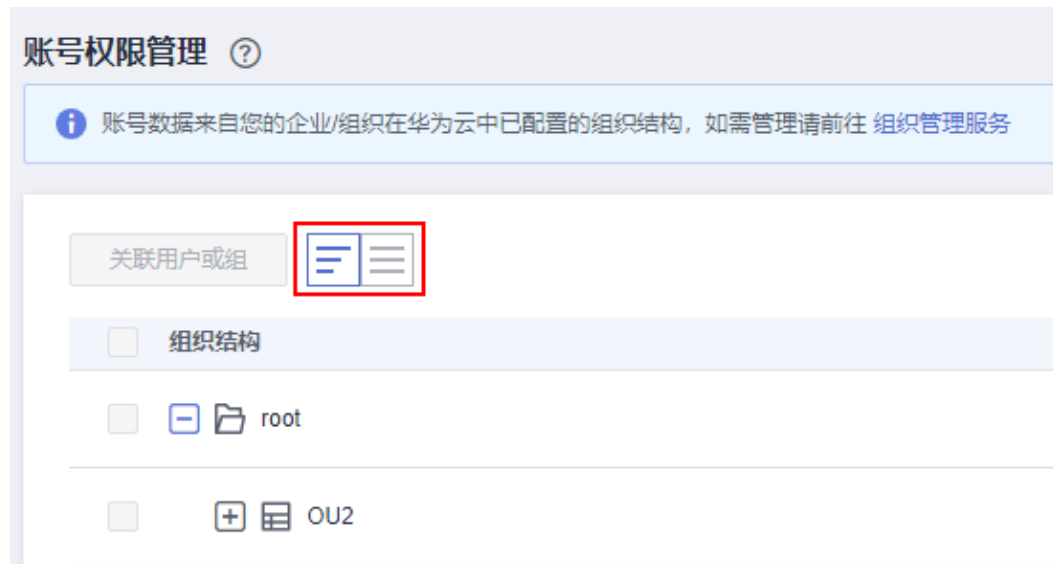 账号权限管理 ?
账号数据来自您的企业/组织在华为云中已配置的组织结构，如需管理请前往 组织管理服务
关联用户或组
组织结构
root
OU2